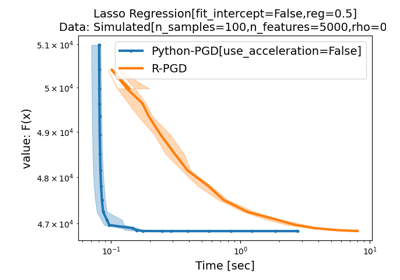 Lasso Regression[fit_intercept=False,reg=0.5]
Data: Simulated[n_samples=100,n_features=5000,rho=0
5.1 × 10⁴
5 × 10⁴
4.9 × 10⁴
4.8 × 10⁴
4.7 × 10⁴
value: F(x)
Python-PGD[use_acceleration=False]
R-PGD
10⁻¹
10⁰
10¹
Time [sec]